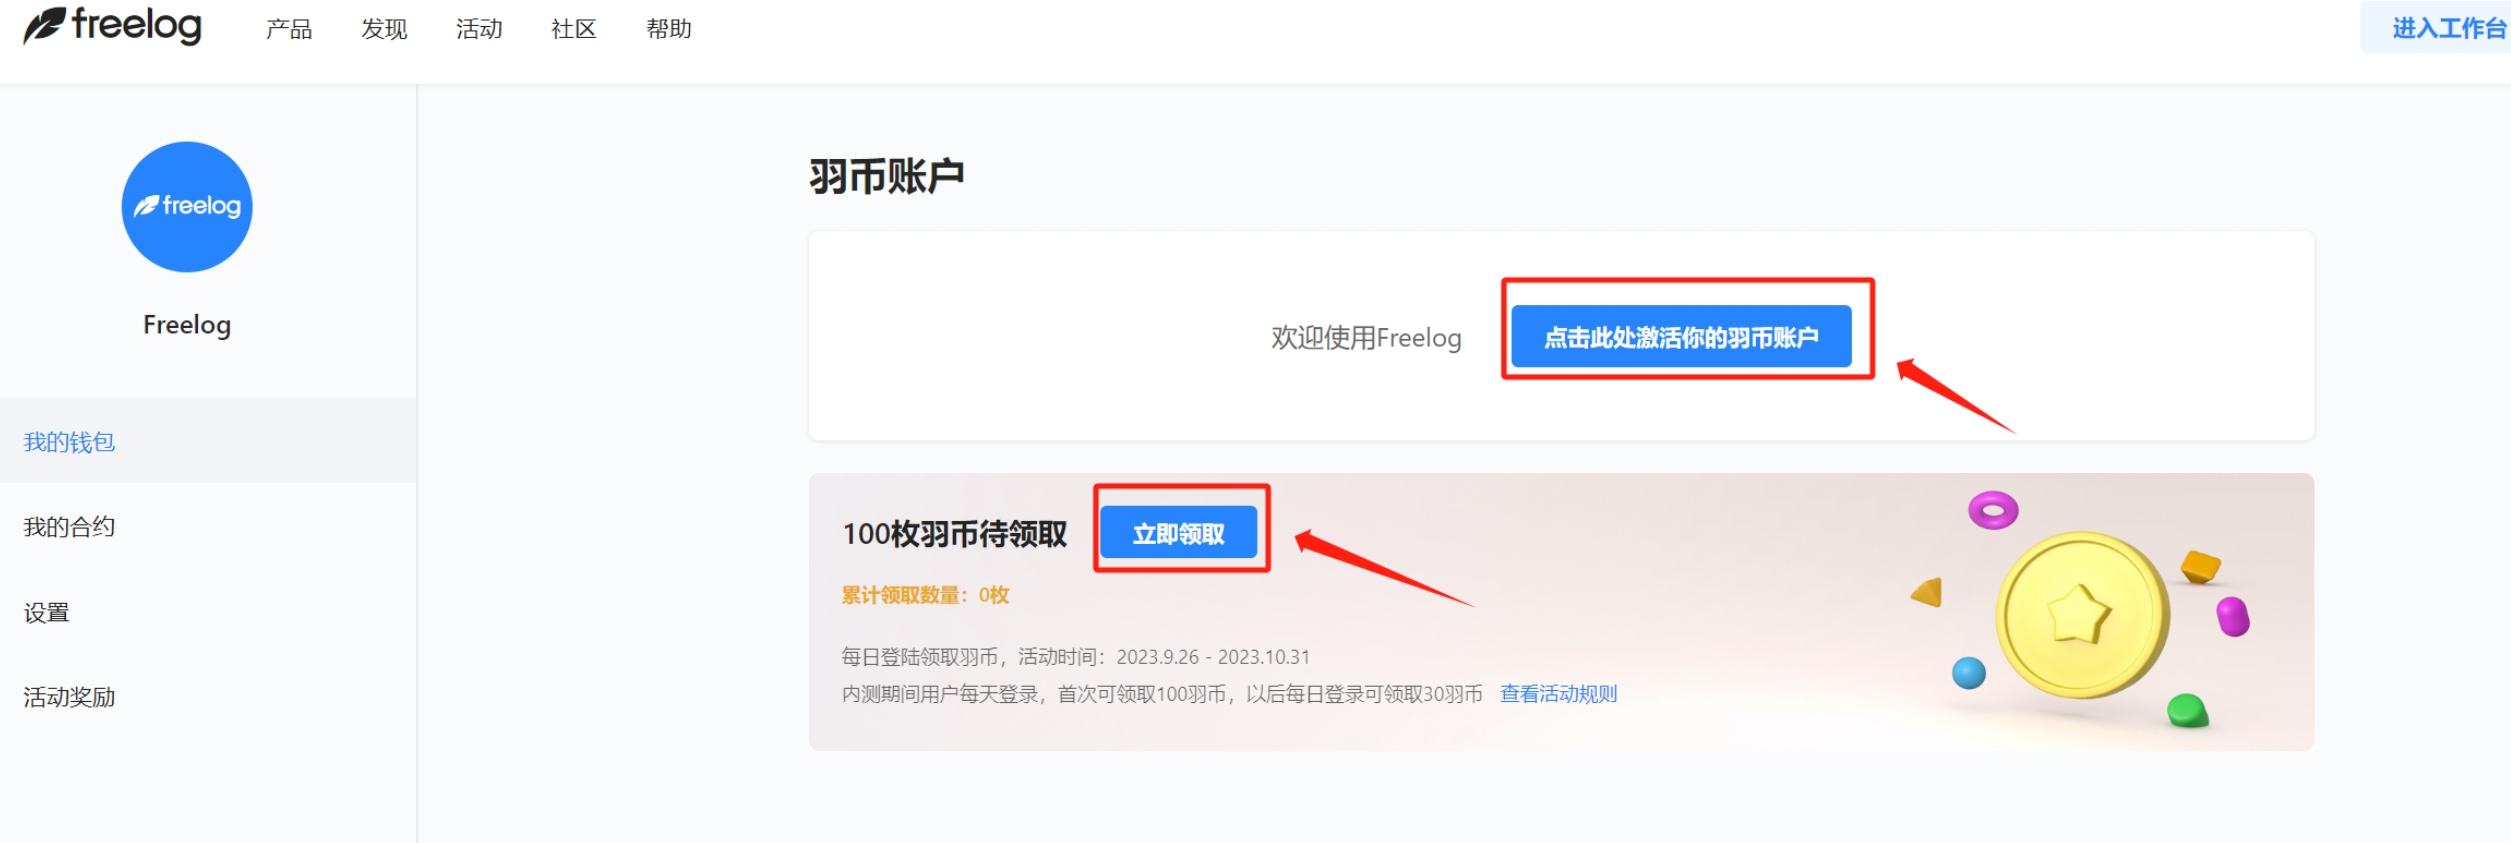 freelog 产品 发现 活动 社区 帮助 进入工作台
freelog
Freelog
我的钱包
我的合约
设置
活动奖励
羽币账户
欢迎使用Freelog 点击此处激活你的羽币账户
100枚羽币待领取 立即领取
累计领取数量：0枚
每日登陆领取羽币，活动时间：2023.9.26 - 2023.10.31
内测期间用户每天登录，首次可领取100羽币，以后每日登录可领取30羽币 查看活动规则